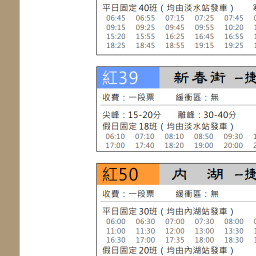 平日固定40班 ( 均由淡水站發車 )
06:45 06:55 07:15 07:25 07:45
09:15 09:25 09:45 09:55 10:20
15:20 15:55 16:25 16:45 16:55
18:25 18:45 18:55 19:15 19:25
紅39 新春街 –捷
收費：一段票 緩衝區：無
尖峰：15-20分 離峰：30-40分
假日固定18班 ( 均由淡水站發車 )
06:10 07:10 08:10 08:50 09:30
17:00 17:40 18:20 19:00 20:00
紅50 內 湖 –捷
收費：一段票 緩衝區：無
平日固定30班 ( 均由內湖站發車 )
06:00 06:30 07:00 07:30 08:00
11:00 11:30 12:00 13:00 13:30
16:30 17:00 17:35 18:00 18:30
假日固定20班 ( 均由內湖站發車 )